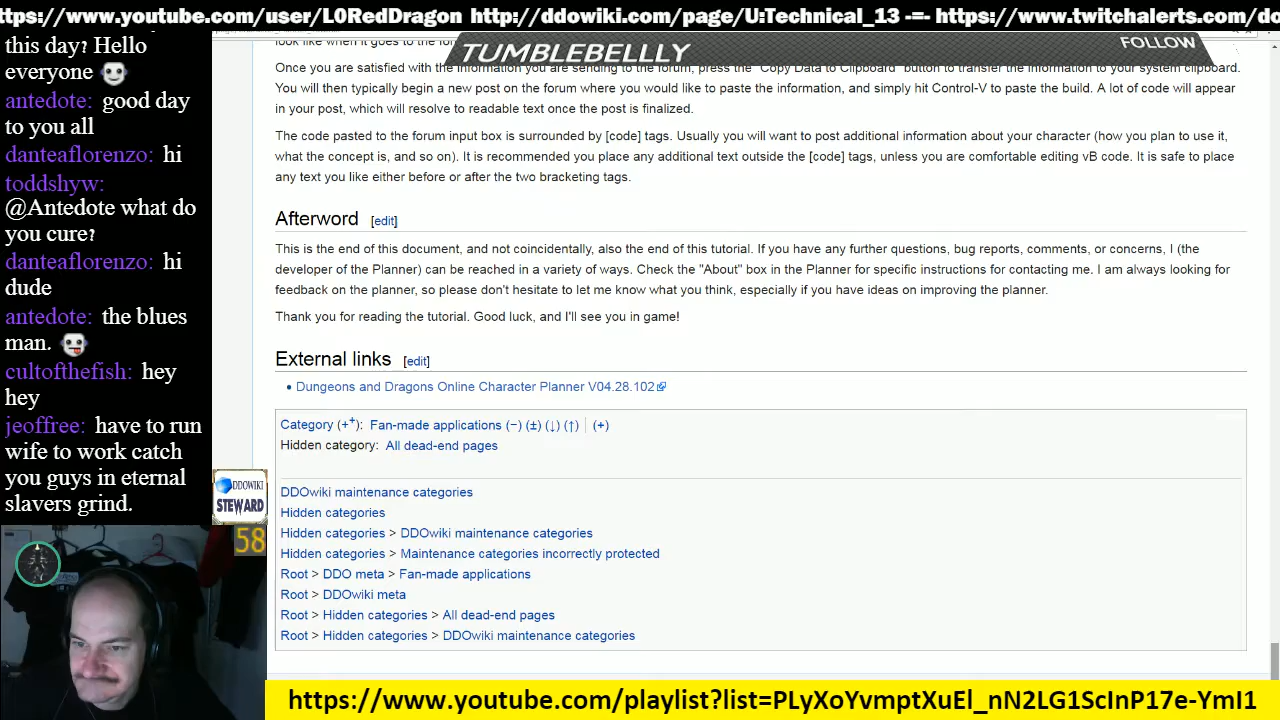 https://www.youtube.com/user/L0RedDragon http://ddowiki.com/page/U:Technical_13 -=- https://www.twitchalerts.com/do
TUMBLEBELLLY
FOLLOW
this day? Hello
everyone
antedote: good day
to you all
danteaflorenzo: hi
toddshyw:
@Antedote what do
you cure?
danteaflorenzo: hi
dude
antedote: the blues
man.
cultofthefish: hey
hey
jeoffree: have to run
wife to work catch
you guys in eternal
slavers grind.
look like when it goes to the for
Once you are satisfied with the information you are sending to the forum, press the "Copy Data to Clipboard" button to transfer the information to your system clipboard.
You will then typically begin a new post on the forum where you would like to paste the information, and simply hit Control-V to paste the build. A lot of code will appear
in your post, which will resolve to readable text once the post is finalized.
The code pasted to the forum input box is surrounded by [code] tags. Usually you will want to post additional information about your character (how you plan to use it,
what the concept is, and so on). It is recommended you place any additional text outside the [code] tags, unless you are comfortable editing vB code. It is safe to place
any text you like either before or after the two bracketing tags.
Afterword [edit]
This is the end of this document, and not coincidentally, also the end of this tutorial. If you have any further questions, bug reports, comments, or concerns, I (the
developer of the Planner) can be reached in a variety of ways. Check the "About" box in the Planner for specific instructions for contacting me. I am always looking for
feedback on the planner, so please don't hesitate to let me know what you think, especially if you have ideas on improving the planner.
Thank you for reading the tutorial. Good luck, and I'll see you in game!
External links [edit]
• Dungeons and Dragons Online Character Planner V04.28.102
Category (+⁺): Fan-made applications (−) (±) (↓) (↑) (+)
Hidden category: All dead-end pages
DDOwiki maintenance categories
Hidden categories
Hidden categories > DDOwiki maintenance categories
Hidden categories > Maintenance categories incorrectly protected
Root > DDO meta > Fan-made applications
Root > DDOwiki meta
Root > Hidden categories > All dead-end pages
Root > Hidden categories > DDOwiki maintenance categories
DDOWIKI
STEWARD
58
https://www.youtube.com/playlist?list=PLyXoYvmptXuEl_nN2LG1ScInP17e-YmI1